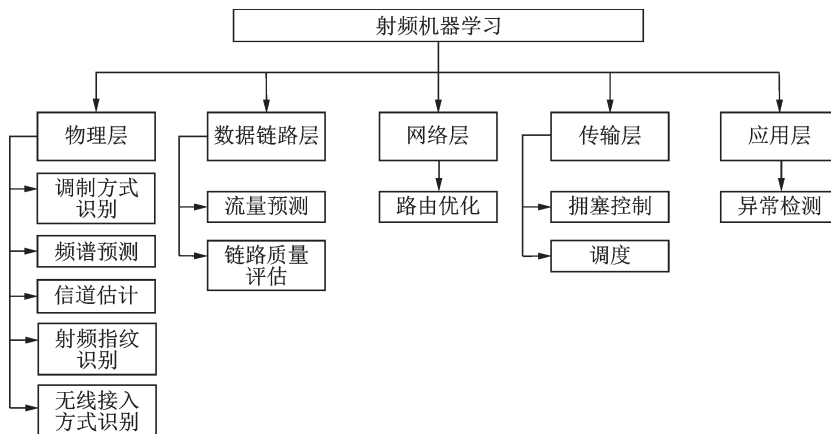 射频机器学习
物理层
数据链路层
网络层
传输层
应用层
调制方式
识别
频谱预测
信道估计
射频指纹
识别
无线接入
方式识别
流量预测
链路质量
评估
路由优化
拥塞控制
调度
异常检测